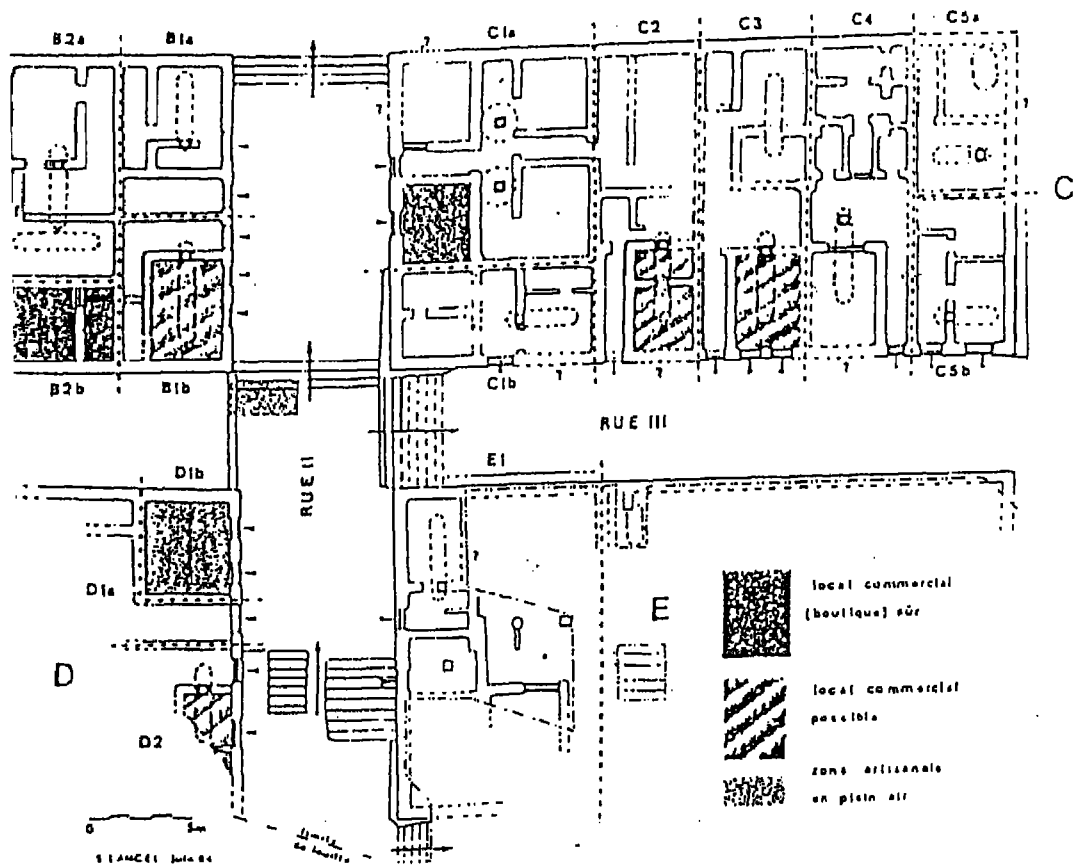 B2a B1a C1a C2 C3 C4 C5a
?
?
?
C
B2b B1b C1b ? ? ? C5b
RUE III
RUE II
D1b E1
?
D1a
E
D
D2
local commercial
(boutique) sûr
local commercial
possible
zone artisanale
en plein air
0 5m
S LANCEL